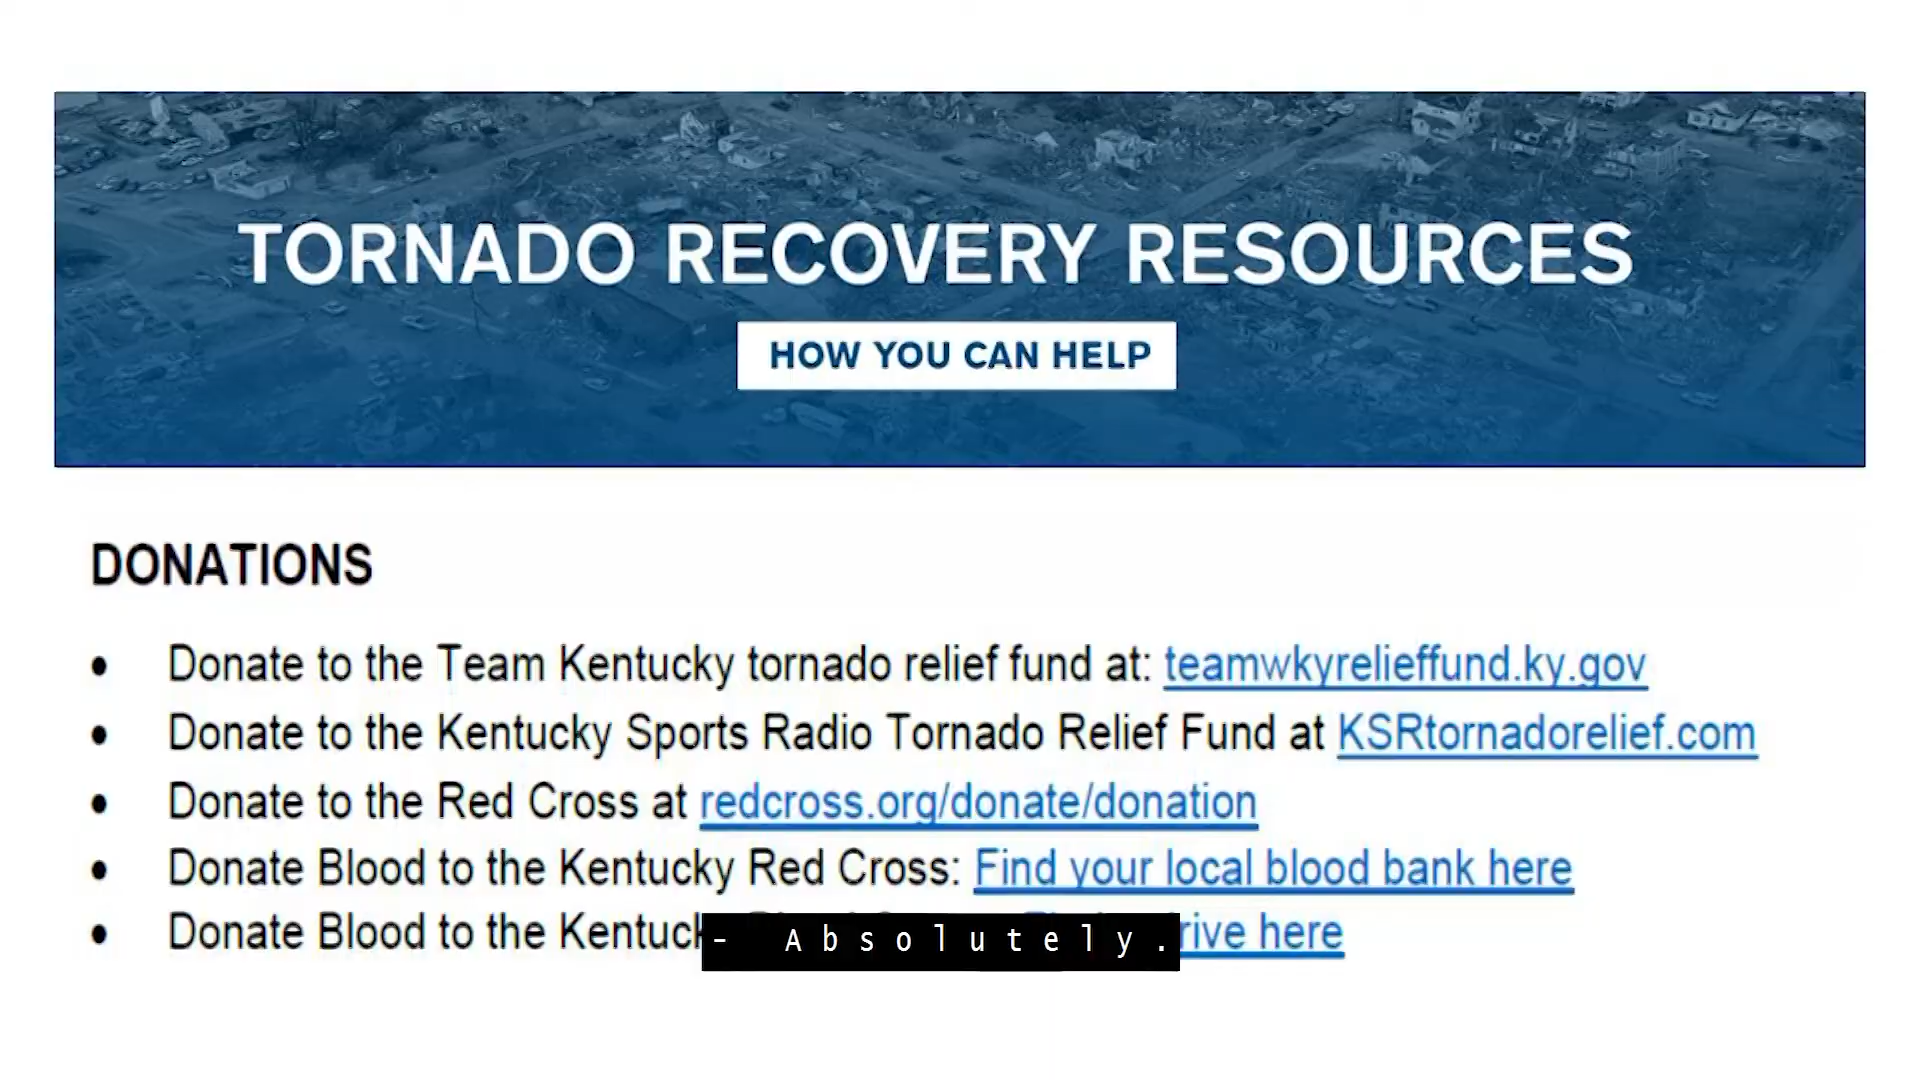 TORNADO RECOVERY RESOURCES
HOW YOU CAN HELP
DONATIONS
• Donate to the Team Kentucky tornado relief fund at: teamwkyrelieffund.ky.gov
• Donate to the Kentucky Sports Radio Tornado Relief Fund at KSRtornadorelief.com
• Donate to the Red Cross at redcross.org/donate/donation
• Donate Blood to the Kentucky Red Cross: Find your local blood bank here
• Donate Blood to the here
- Absolutely.